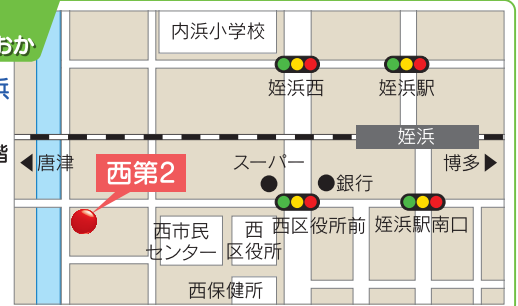 おか
内浜小学校
浜
姪浜西
姪浜駅
姪浜
階
唐津
西第2
スーパー
銀行
博多
西市民
センター
西
区役所
西区役所前
姪浜駅南口
西保健所